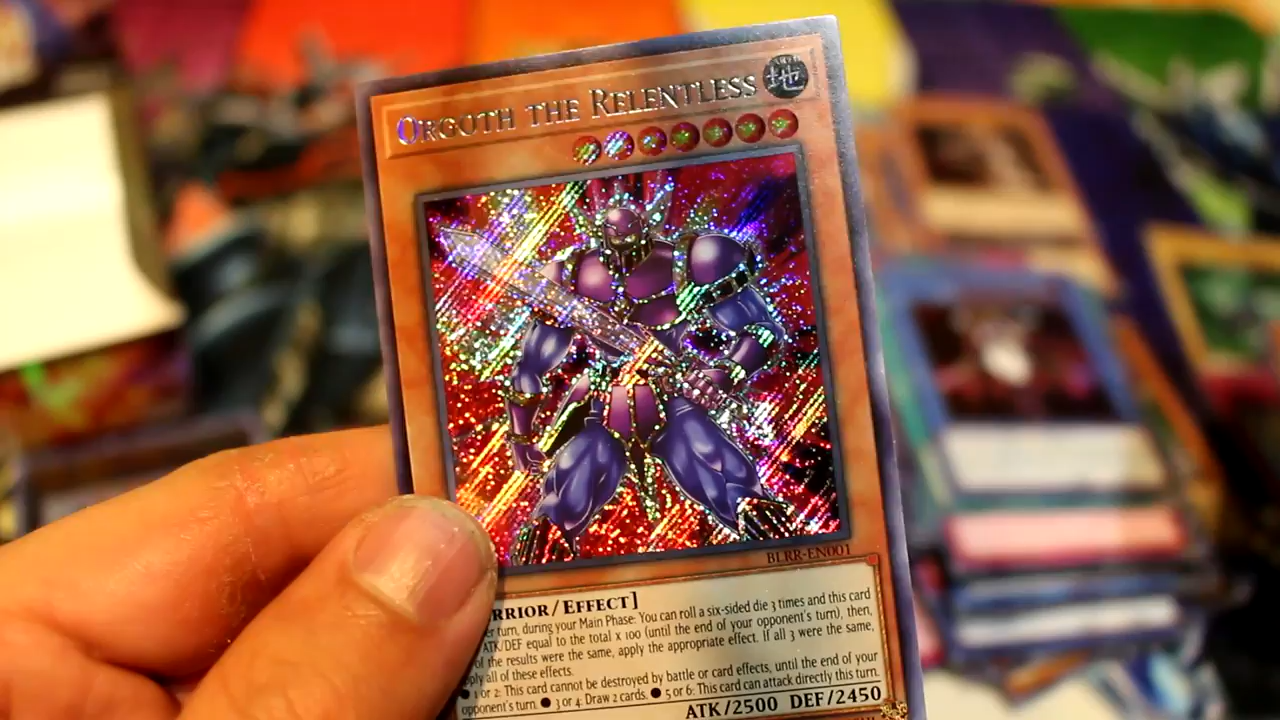 ORGOTH THE RELENTLESS
地
BLRR-EN001
RRIOR/EFFECT]
er turn, during your Main Phase: You can roll a six-sided die 3 times and this card
ATK/DEF equal to the total x 100 (until the end of your opponent's turn), then,
of the results were the same, apply the appropriate effect. If all 3 were the same,
ply all of these effects.
● 1 or 2: This card cannot be destroyed by battle or card effects, until the end of your
opponent's turn. ● 3 or 4: Draw 2 cards. ● 5 or 6: This card can attack directly this turn.
ATK/2500 DEF/2450